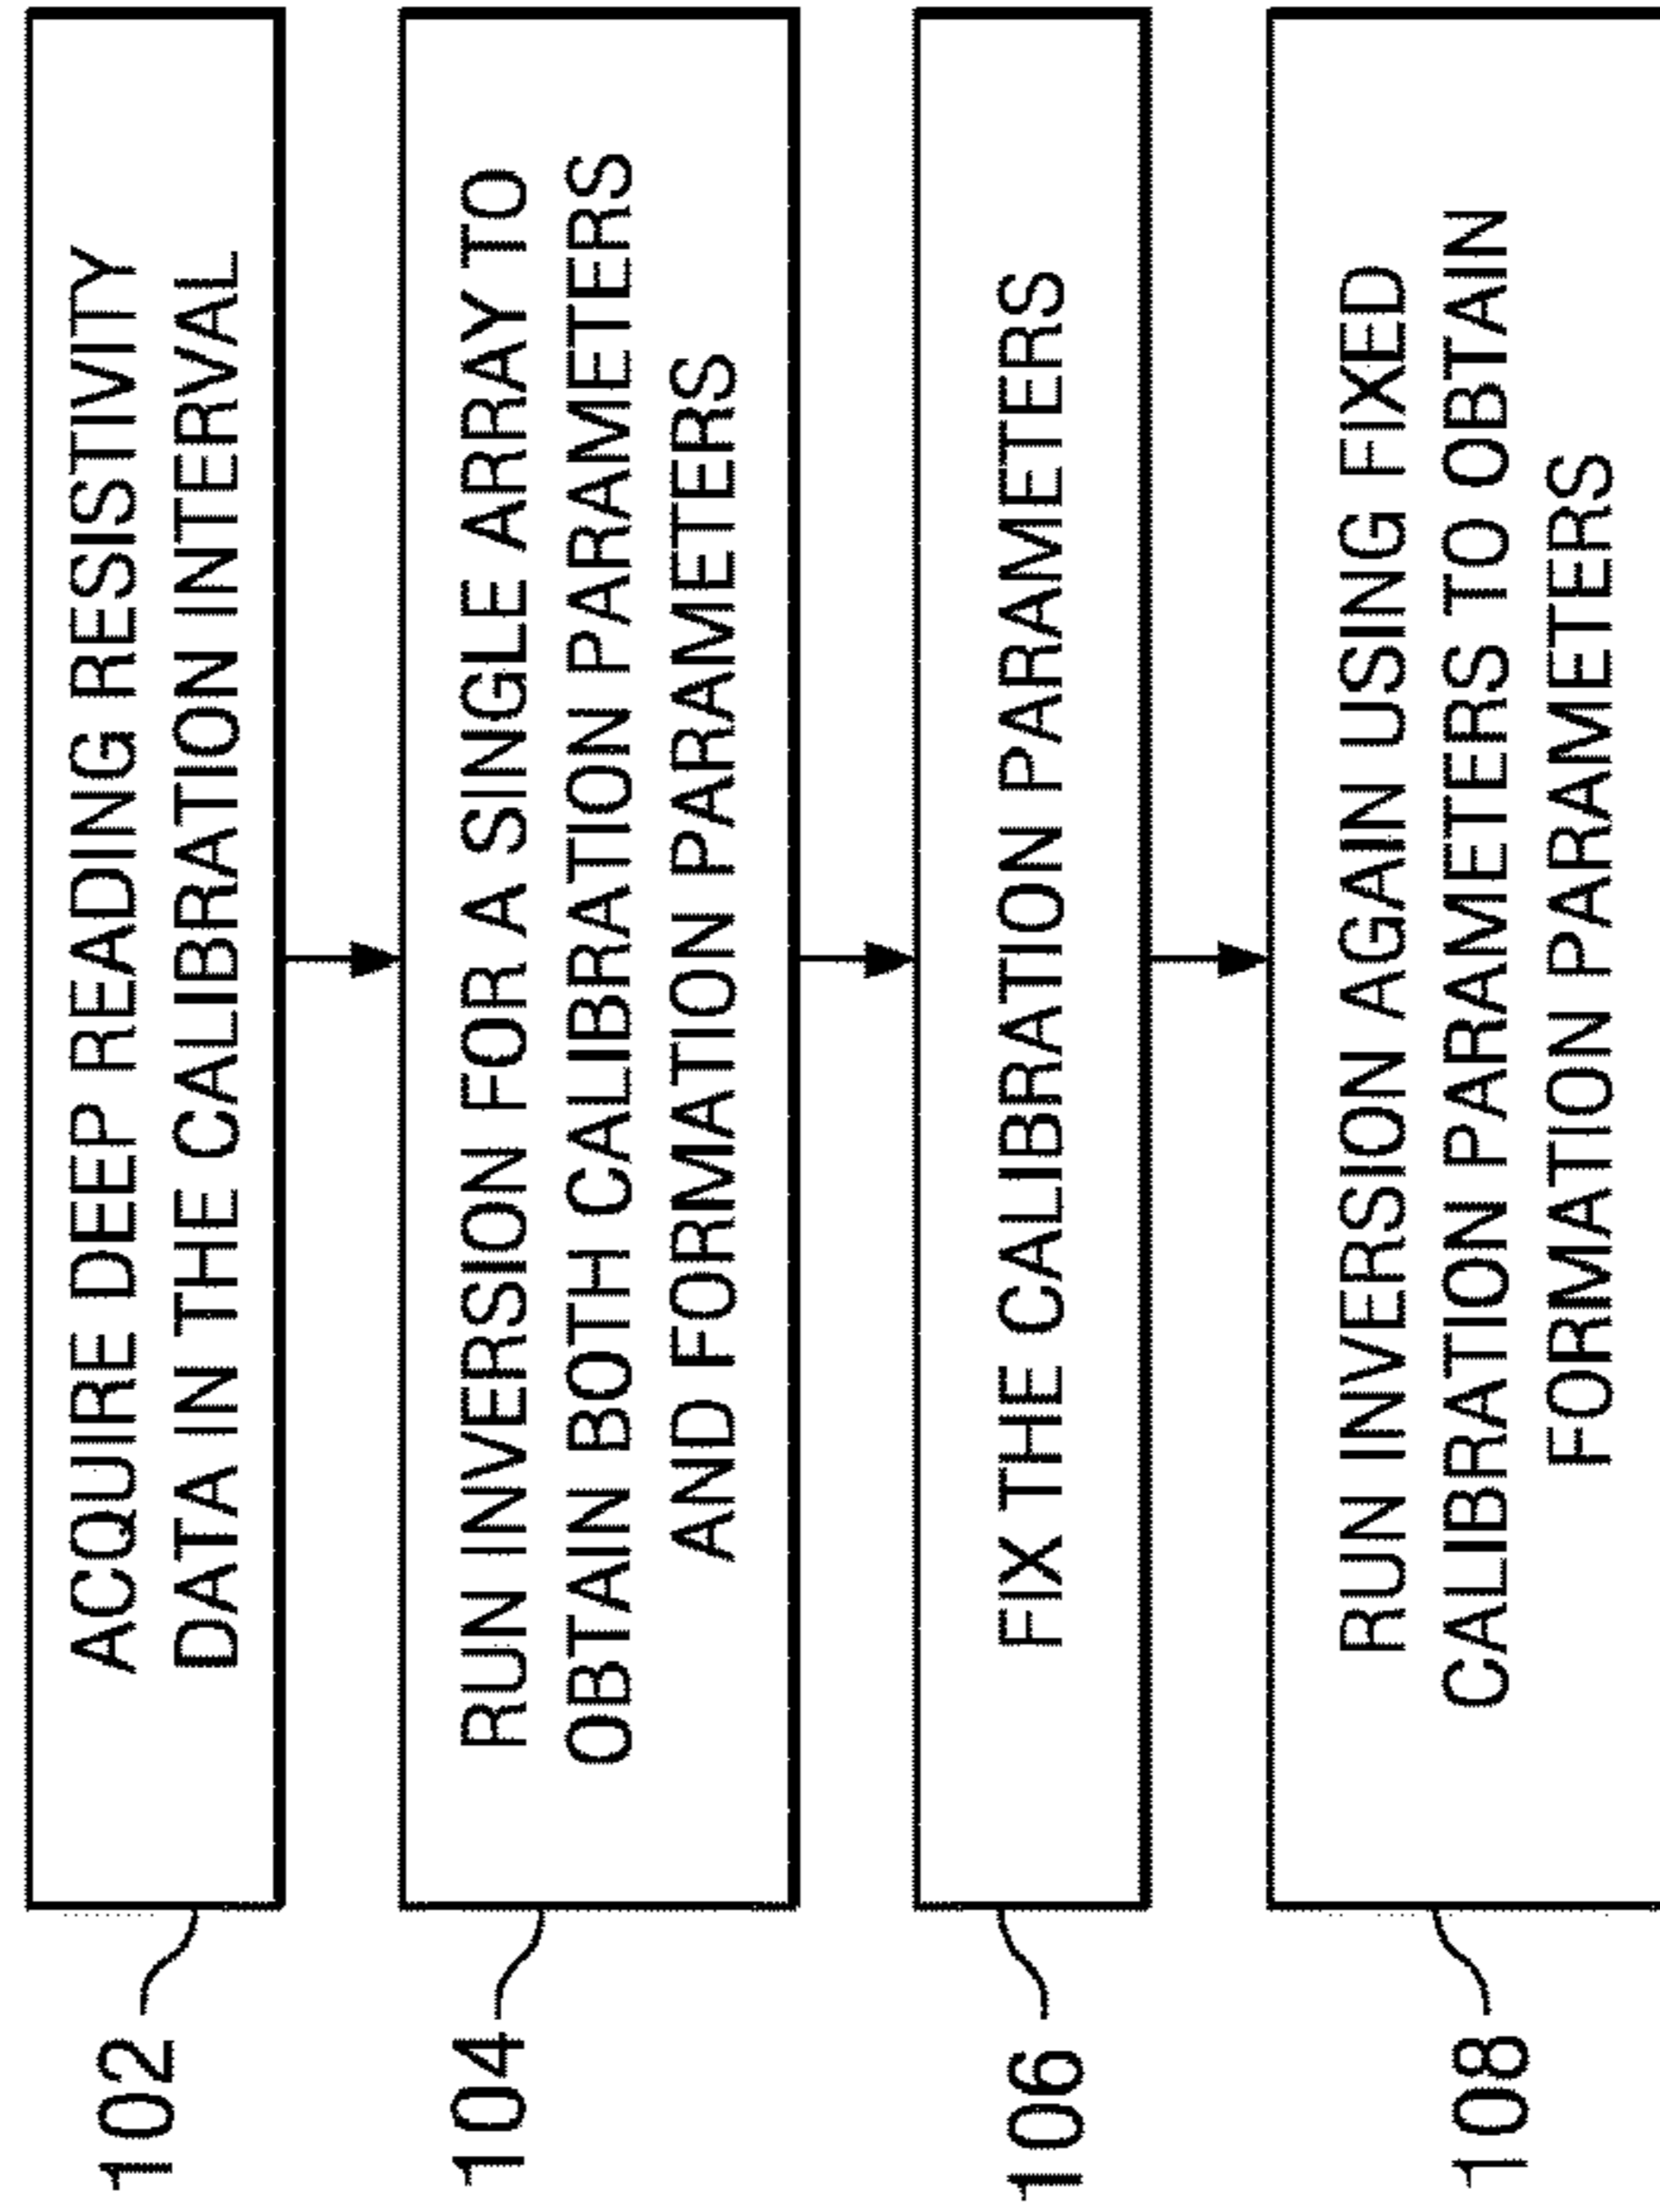 102
ACQUIRE DEEP READING RESISTIVITY
DATA IN THE CALIBRATION INTERVAL
104
RUN INVERSION FOR A SINGLE ARRAY TO
OBTAIN BOTH CALIBRATION PARAMETERS
AND FORMATION PARAMETERS
106
FIX THE CALIBRATION PARAMETERS
108
RUN INVERSION AGAIN USING FIXED
CALIBRATION PARAMETERS TO OBTAIN
FORMATION PARAMETERS